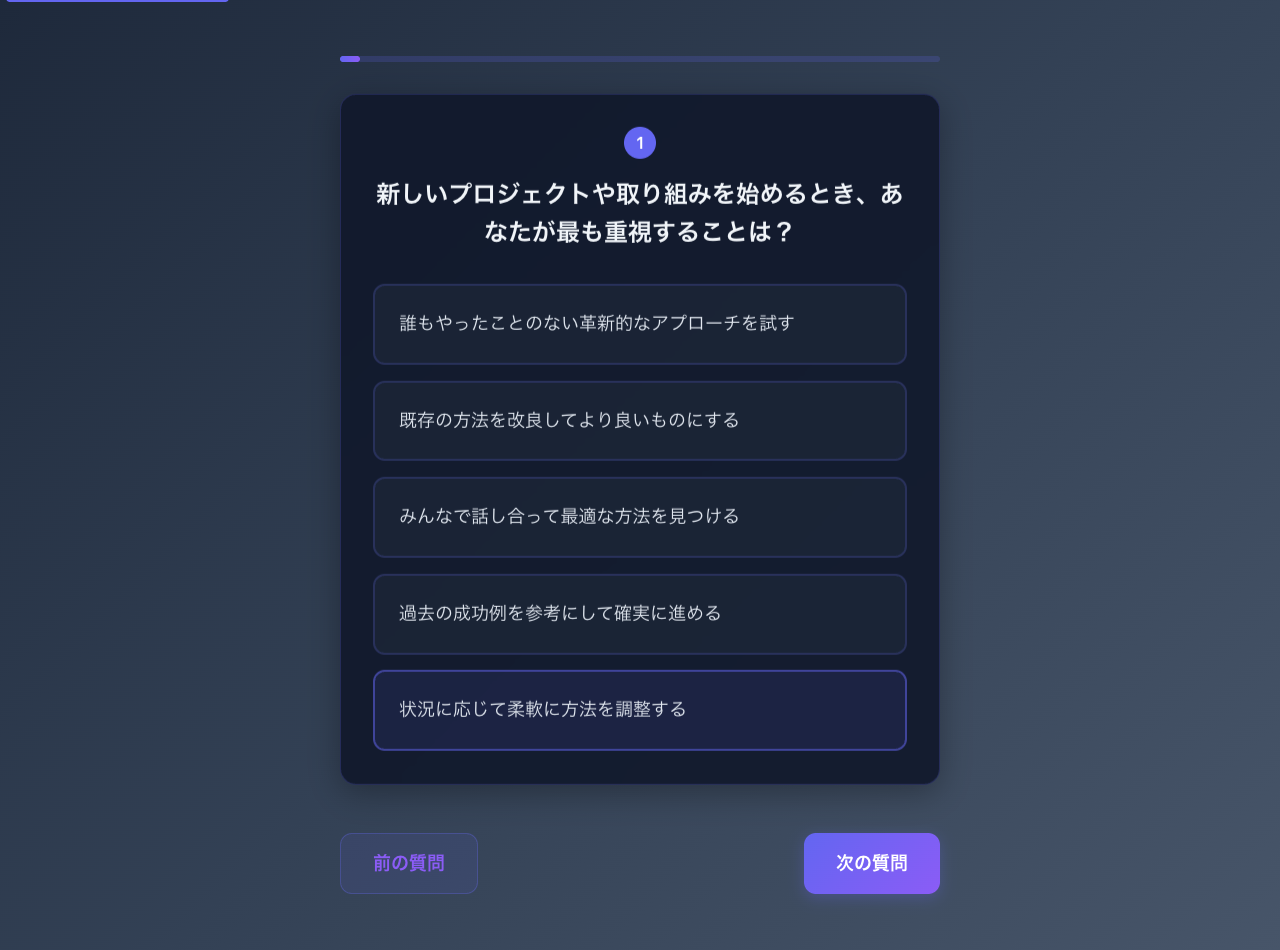 1
新しいプロジェクトや取り組みを始めるとき、あ
なたが最も重視することは？
誰もやったことのない革新的なアプローチを試す
既存の方法を改良してより良いものにする
みんなで話し合って最適な方法を見つける
過去の成功例を参考にして確実に進める
状況に応じて柔軟に方法を調整する
前の質問
次の質問